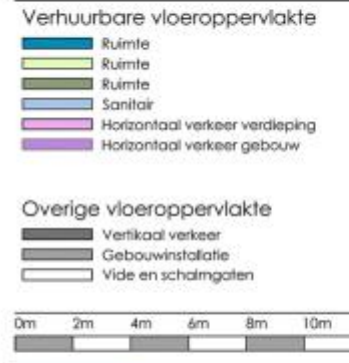 Verhuurbare vloeroppervlakte
Ruimte
Ruimte
Ruimte
Sanitair
Horizontaal verkeer verdieping
Horizontaal verkeer gebouw
Overige vloeroppervlakte
Vertikaal verkeer
Gebouwinstallatie
Vide en schalmgaten
0m 2m 4m 6m 8m 10m